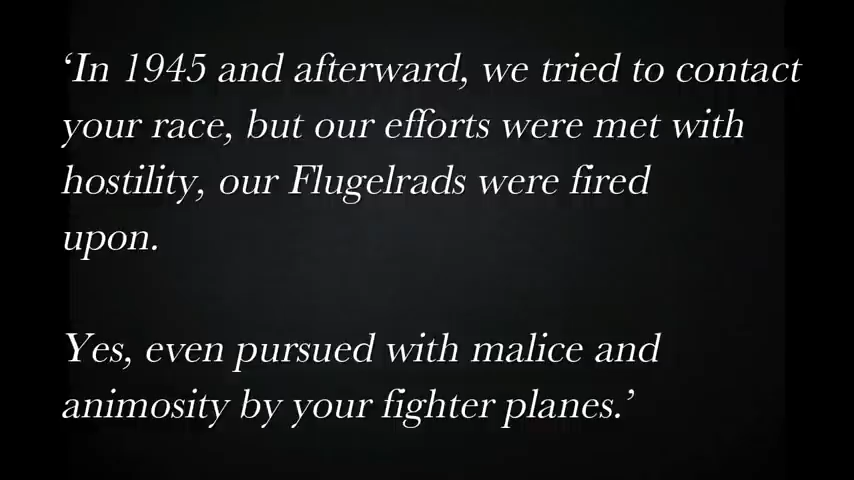 ‘In 1945 and afterward, we tried to contact
your race, but our efforts were met with
hostility, our Flugelrads were fired
upon.
Yes, even pursued with malice and
animosity by your fighter planes.’